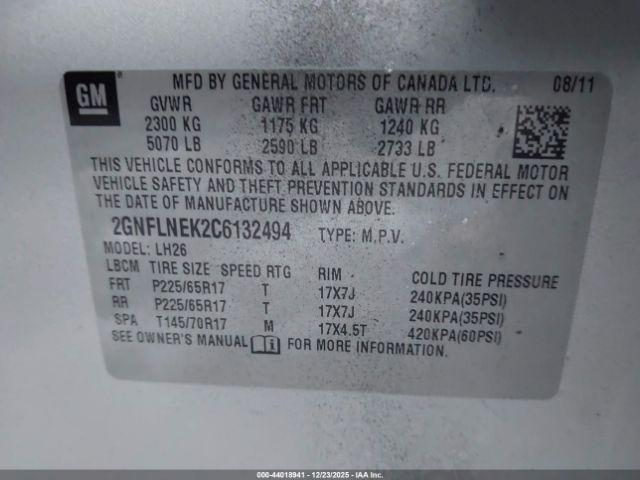 GM MFD BY GENERAL MOTORS OF CANADA LTD. 08/11
GVWR GAWR FRT GAWR RR
2300 KG 1175 KG 1240 KG
5070 LB 2590 LB 2733 LB
THIS VEHICLE CONFORMS TO ALL APPLICABLE U.S. FEDERAL MOTOR
VEHICLE SAFETY AND THEFT PREVENTION STANDARDS IN EFFECT ON
THE DATE OF MANUFACTURE SHOWN ABOVE.
2GNFLNEK2C6132494 TYPE: M.P.V.
MODEL: LH26
LBCM TIRE SIZE SPEED RTG RIM COLD TIRE PRESSURE
FRT P225/65R17 T 17X7J 240KPA(35PSI)
RR P225/65R17 T 17X7J 240KPA(35PSI)
SPA T145/70R17 M 17X4.5T 420KPA(60PSI)
SEE OWNER'S MANUAL FOR MORE INFORMATION.
000-44018941 - 12/23/2025 -